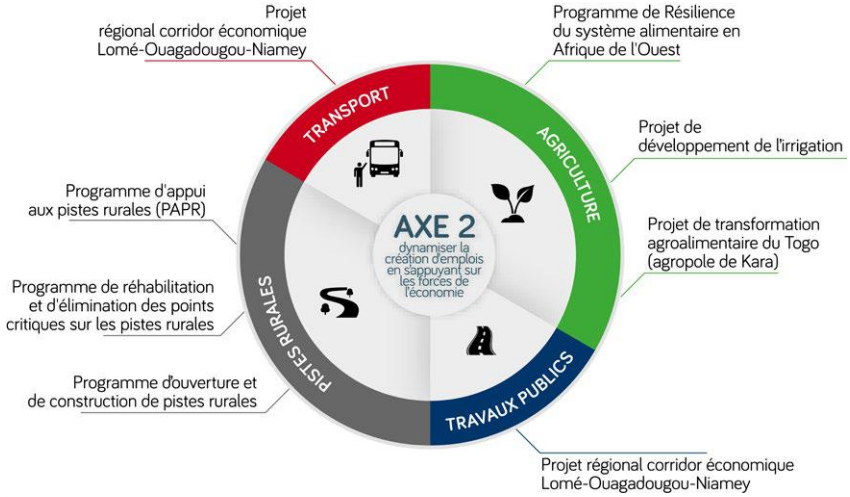 Projet
régional corridor économique
Lomé-Ouagadougou-Niamey
Programme de Résilience
du système alimentaire en
Afrique de l'Ouest
TRANSPORT
AGRICULTURE
Projet de
développement de l'irrigation
Programme d'appui
aux pistes rurales (PAPR)
AXE 2
dynamiser la
création d'emplois
en s'appuyant sur
les forces de
l'économie
Projet de transformation
agroalimentaire du Togo
(agropole de Kara)
Programme de réhabilitation
et d'élimination des points
critiques sur les pistes rurales
PISTES RURALES
Programme d'ouverture et
de construction de pistes rurales
TRAVAUX PUBLICS
Projet régional corridor économique
Lomé-Ouagadougou-Niamey